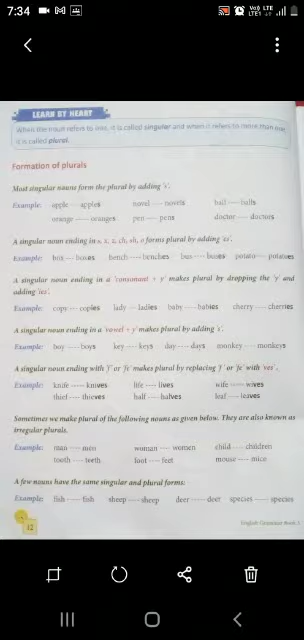 7:34
Vo) LTE
LTE1
LEARN BY HEART
When the noun refers to one, it is called singular and when it refers to more than one,
it is called plural.
Formation of plurals
Most singular nouns form the plural by adding 's'.
Example: apple ---- apples novel ---- novels ball ---- balls
orange ---- oranges pen ---- pens doctor ---- doctors
A singular noun ending in s, x, z, ch, sh, o forms plural by adding 'es'.
Example: box ---- boxes bench ---- benches bus ---- buses potato ---- potatoes
A singular noun ending in a 'consonant + y' makes plural by dropping the 'y' and
adding 'ies'.
Example: copy ---- copies lady ---- ladies baby ---- babies cherry ---- cherries
A singular noun ending in a 'vowel + y' makes plural by adding 's'.
Example: boy ---- boys key ---- keys day ---- days monkey ---- monkeys
A singular noun ending with 'f' or 'fe' makes plural by replacing 'f' or 'fe' with 'ves'.
Example: knife ---- knives life ---- lives wife ---- wives
thief ---- thieves half ---- halves leaf ---- leaves
Sometimes we make plural of the following nouns as given below. They are also known as
irregular plurals.
Example: man ---- men woman ---- women child ---- children
tooth ---- teeth foot ---- feet mouse ---- mice
A few nouns have the same singular and plural forms:
Example: fish ---- fish sheep ---- sheep deer ---- deer species ---- species
12
English Grammar Book 3